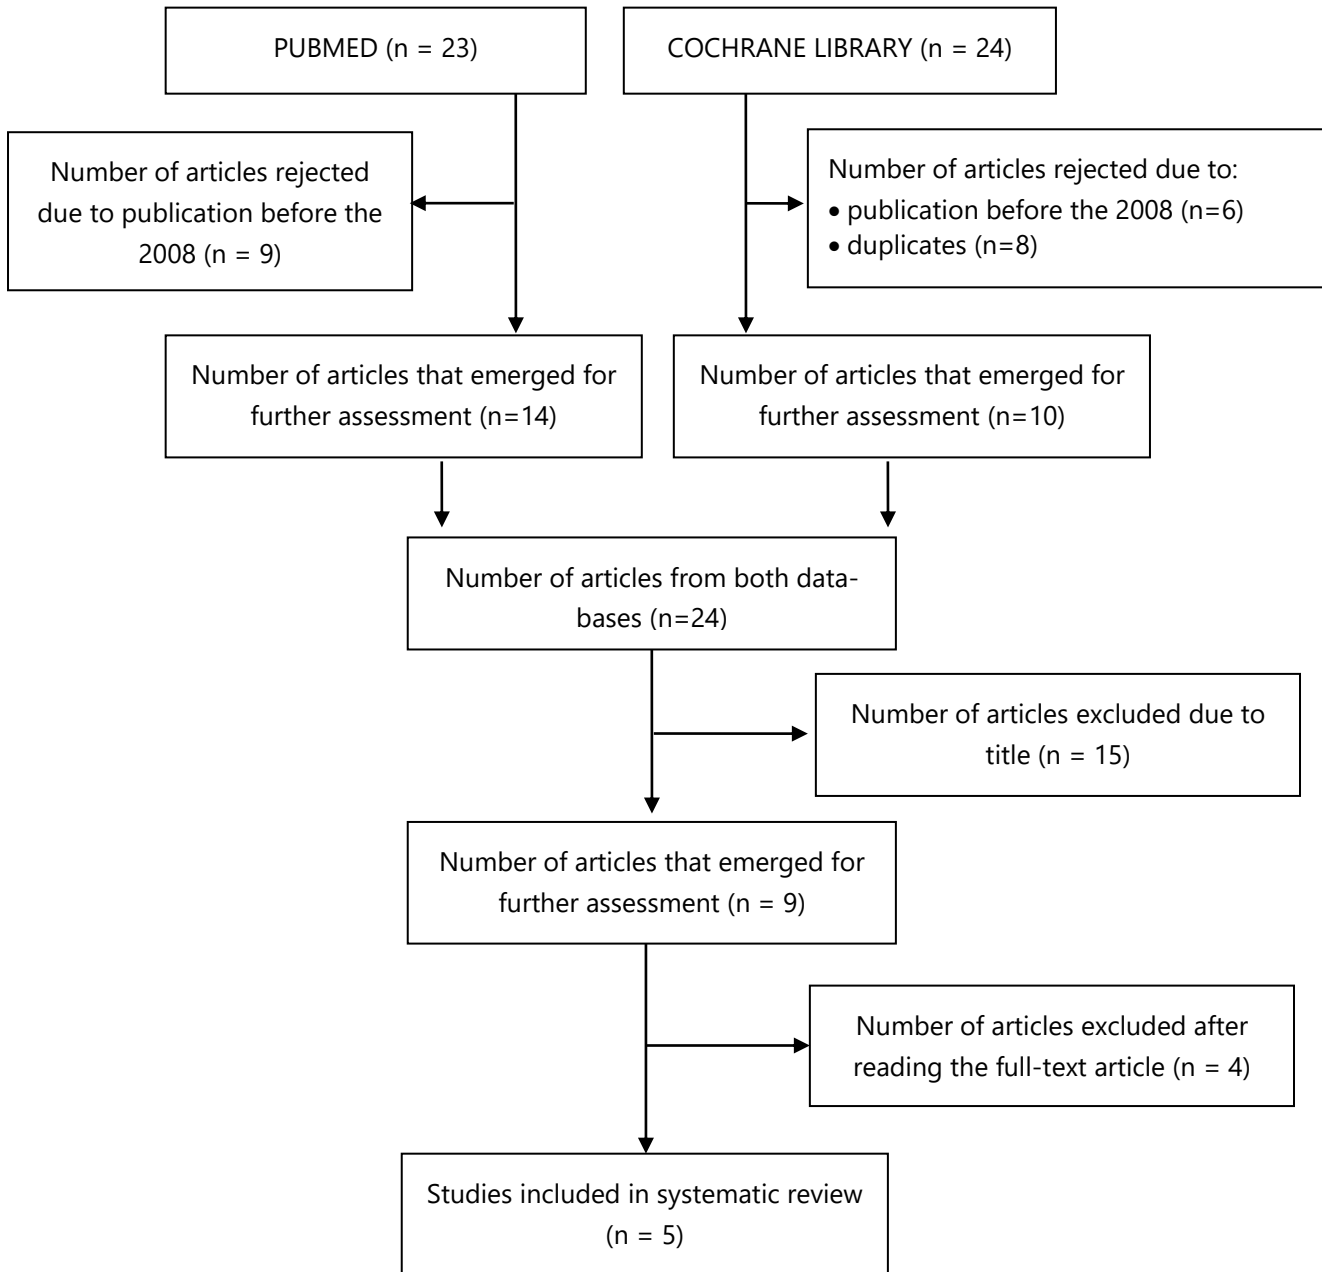 PUBMED (n = 23)
COCHRANE LIBRARY (n = 24)
Number of articles rejected
due to publication before the
2008 (n = 9)
Number of articles rejected due to:
• publication before the 2008 (n=6)
• duplicates (n=8)
Number of articles that emerged for
further assessment (n=14)
Number of articles that emerged for
further assessment (n=10)
Number of articles from both data-
bases (n=24)
Number of articles excluded due to
title (n = 15)
Number of articles that emerged for
further assessment (n = 9)
Number of articles excluded after
reading the full-text article (n = 4)
Studies included in systematic review
(n = 5)